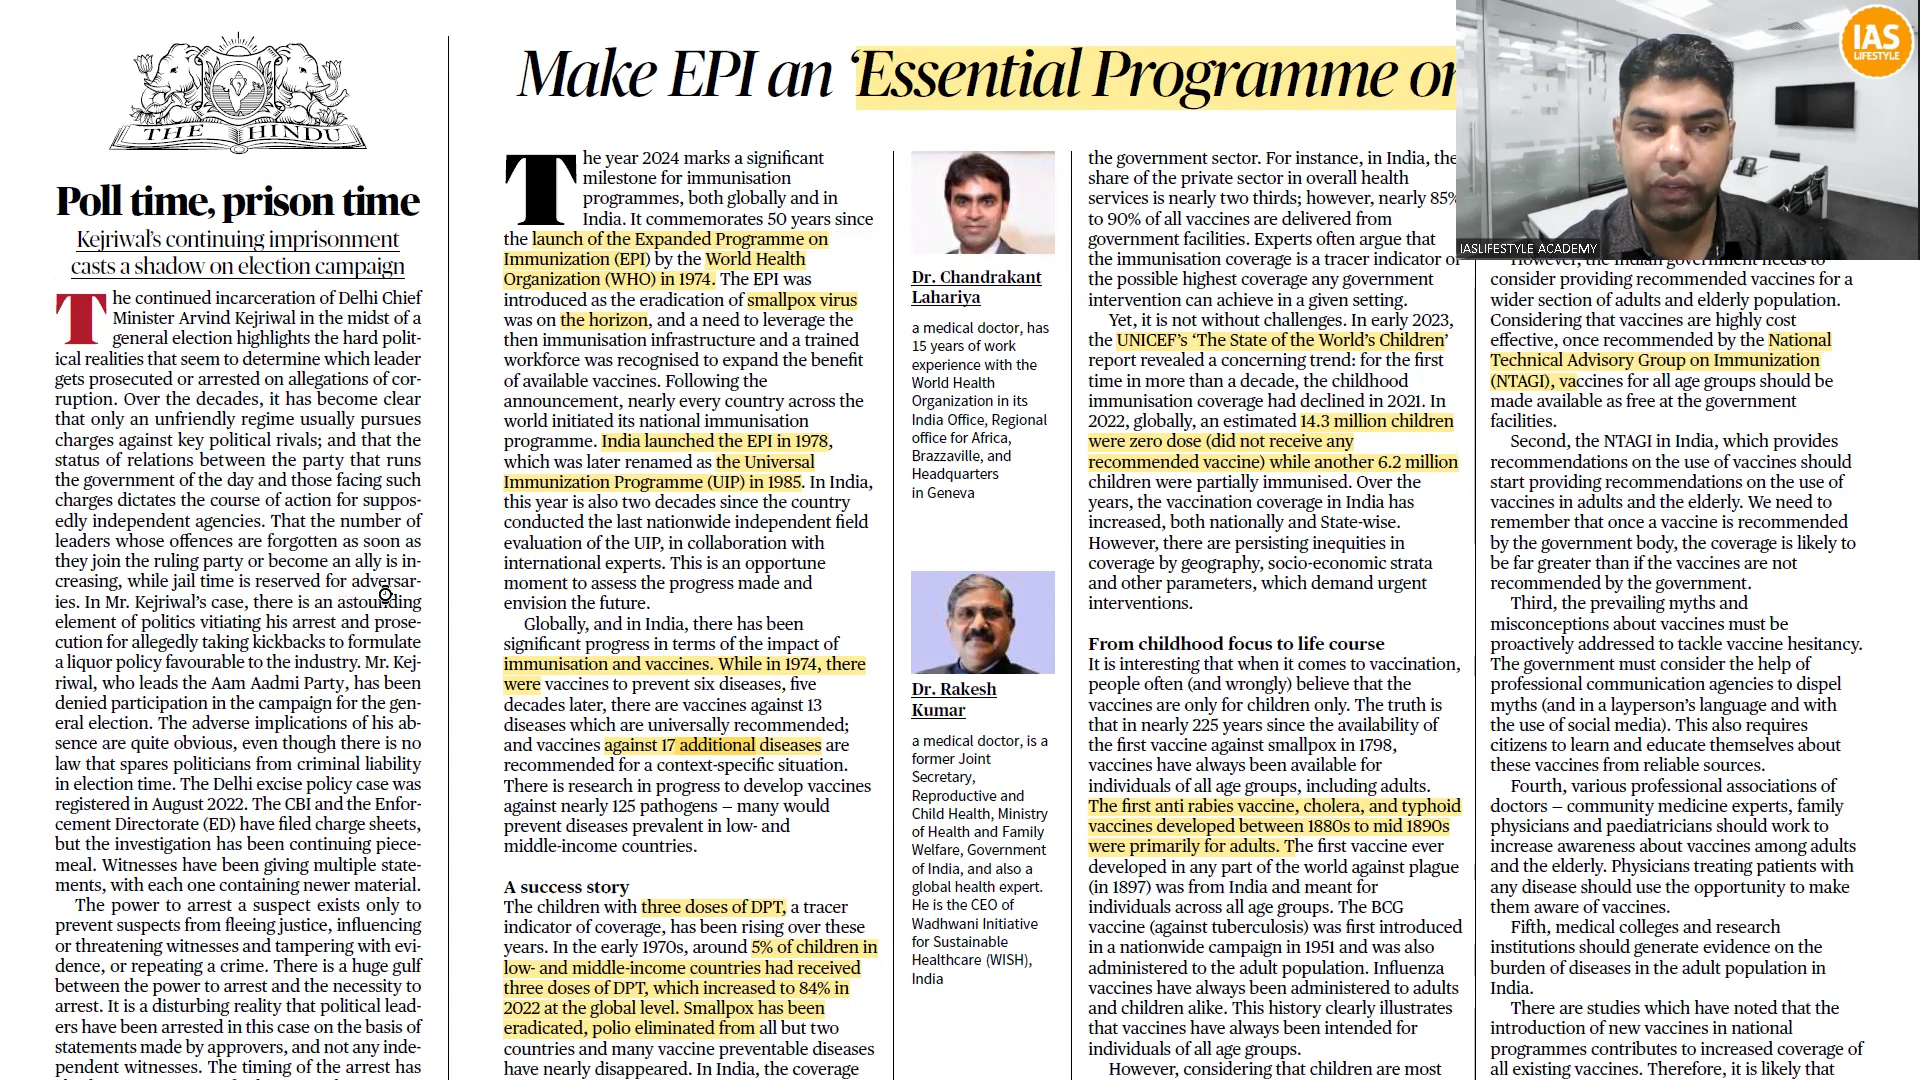 THE HINDU
Poll time, prison time
Kejriwal's continuing imprisonment
casts a shadow on election campaign
The continued incarceration of Delhi Chief
Minister Arvind Kejriwal in the midst of a
general election highlights the hard polit-
ical realities that seem to determine which leader
gets prosecuted or arrested on allegations of cor-
ruption. Over the decades, it has become clear
that only an unfriendly regime usually pursues
charges against key political rivals; and that the
status of relations between the party that runs
the government of the day and those facing such
charges dictates the course of action for suppos-
edly independent agencies. That the number of
leaders whose offences are forgotten as soon as
they join the ruling party or become an ally is in-
creasing, while jail time is reserved for adversar-
ies. In Mr. Kejriwal's case, there is an astounding
element of politics vitiating his arrest and prose-
cution for allegedly taking kickbacks to formulate
a liquor policy favourable to the industry. Mr. Kej-
riwal, who leads the Aam Aadmi Party, has been
denied participation in the campaign for the gen-
eral election. The adverse implications of his ab-
sence are quite obvious, even though there is no
law that spares politicians from criminal liability
in election time. The Delhi excise policy case was
registered in August 2022. The CBI and the Enfor-
cement Directorate (ED) have filed charge sheets,
but the investigation has been continuing piece-
meal. Witnesses have been giving multiple state-
ments, with each one containing newer material.
The power to arrest a suspect exists only to
prevent suspects from fleeing justice, influencing
or threatening witnesses and tampering with evi-
dence, or repeating a crime. There is a huge gulf
between the power to arrest and the necessity to
arrest. It is a disturbing reality that political lead-
ers have been arrested in this case on the basis of
statements made by approvers, and not any inde-
pendent witnesses. The timing of the arrest has
Make EPI an 'Essential Programme on
The year 2024 marks a significant
milestone for immunisation
programmes, both globally and in
India. It commemorates 50 years since
the launch of the Expanded Programme on
Immunization (EPI) by the World Health
Organization (WHO) in 1974. The EPI was
introduced as the eradication of smallpox virus
was on the horizon, and a need to leverage the
then immunisation infrastructure and a trained
workforce was recognised to expand the benefit
of available vaccines. Following the
announcement, nearly every country across the
world initiated its national immunisation
programme. India launched the EPI in 1978,
which was later renamed as the Universal
Immunization Programme (UIP) in 1985. In India,
this year is also two decades since the country
conducted the last nationwide independent field
evaluation of the UIP, in collaboration with
international experts. This is an opportune
moment to assess the progress made and
envision the future.
Globally, and in India, there has been
significant progress in terms of the impact of
immunisation and vaccines. While in 1974, there
were vaccines to prevent six diseases, five
decades later, there are vaccines against 13
diseases which are universally recommended;
and vaccines against 17 additional diseases are
recommended for a context-specific situation.
There is research in progress to develop vaccines
against nearly 125 pathogens — many would
prevent diseases prevalent in low- and
middle-income countries.
A success story
The children with three doses of DPT, a tracer
indicator of coverage, has been rising over these
years. In the early 1970s, around 5% of children in
low- and middle-income countries had received
three doses of DPT, which increased to 84% in
2022 at the global level. Smallpox has been
eradicated, polio eliminated from all but two
countries and many vaccine preventable diseases
have nearly disappeared. In India, the coverage
Dr. Chandrakant
Lahariya
a medical doctor, has
15 years of work
experience with the
World Health
Organization in its
India Office, Regional
office for Africa,
Brazzaville, and
Headquarters
in Geneva
Dr. Rakesh
Kumar
a medical doctor, is a
former Joint
Secretary,
Reproductive and
Child Health, Ministry
of Health and Family
Welfare, Government
of India, and also a
global health expert.
He is the CEO of
Wadhwani Initiative
for Sustainable
Healthcare (WISH),
India
the government sector. For instance, in India, the
share of the private sector in overall health
services is nearly two thirds; however, nearly 85%
to 90% of all vaccines are delivered from
government facilities. Experts often argue that
the immunisation coverage is a tracer indicator of
the possible highest coverage any government
intervention can achieve in a given setting.
Yet, it is not without challenges. In early 2023,
the UNICEF's 'The State of the World's Children'
report revealed a concerning trend: for the first
time in more than a decade, the childhood
immunisation coverage had declined in 2021. In
2022, globally, an estimated 14.3 million children
were zero dose (did not receive any
recommended vaccine) while another 6.2 million
children were partially immunised. Over the
years, the vaccination coverage in India has
increased, both nationally and State-wise.
However, there are persisting inequities in
coverage by geography, socio-economic strata
and other parameters, which demand urgent
interventions.
From childhood focus to life course
It is interesting that when it comes to vaccination,
people often (and wrongly) believe that the
vaccines are only for children only. The truth is
that in nearly 225 years since the availability of
the first vaccine against smallpox in 1798,
vaccines have always been available for
individuals of all age groups, including adults.
The first anti rabies vaccine, cholera, and typhoid
vaccines developed between 1880s to mid 1890s
were primarily for adults. The first vaccine ever
developed in any part of the world against plague
(in 1897) was from India and meant for
individuals across all age groups. The BCG
vaccine (against tuberculosis) was first introduced
in a nationwide campaign in 1951 and was also
administered to the adult population. Influenza
vaccines have always been administered to adults
and children alike. This history clearly illustrates
that vaccines have always been intended for
individuals of all age groups.
However, considering that children are most
IAS
LIFESTYLE
IASLIFESTYLE ACADEMY
However, the Indian government needs to
consider providing recommended vaccines for a
wider section of adults and elderly population.
Considering that vaccines are highly cost
effective, once recommended by the National
Technical Advisory Group on Immunization
(NTAGI), vaccines for all age groups should be
made available as free at the government
facilities.
Second, the NTAGI in India, which provides
recommendations on the use of vaccines should
start providing recommendations on the use of
vaccines in adults and the elderly. We need to
remember that once a vaccine is recommended
by the government body, the coverage is likely to
be far greater than if the vaccines are not
recommended by the government.
Third, the prevailing myths and
misconceptions about vaccines must be
proactively addressed to tackle vaccine hesitancy.
The government must consider the help of
professional communication agencies to dispel
myths (and in a layperson's language and with
the use of social media). This also requires
citizens to learn and educate themselves about
these vaccines from reliable sources.
Fourth, various professional associations of
doctors — community medicine experts, family
physicians and paediatricians should work to
increase awareness about vaccines among adults
and the elderly. Physicians treating patients with
any disease should use the opportunity to make
them aware of vaccines.
Fifth, medical colleges and research
institutions should generate evidence on the
burden of diseases in the adult population in
India.
There are studies which have noted that the
introduction of new vaccines in national
programmes contributes to increased coverage of
all existing vaccines. Therefore, it is likely that